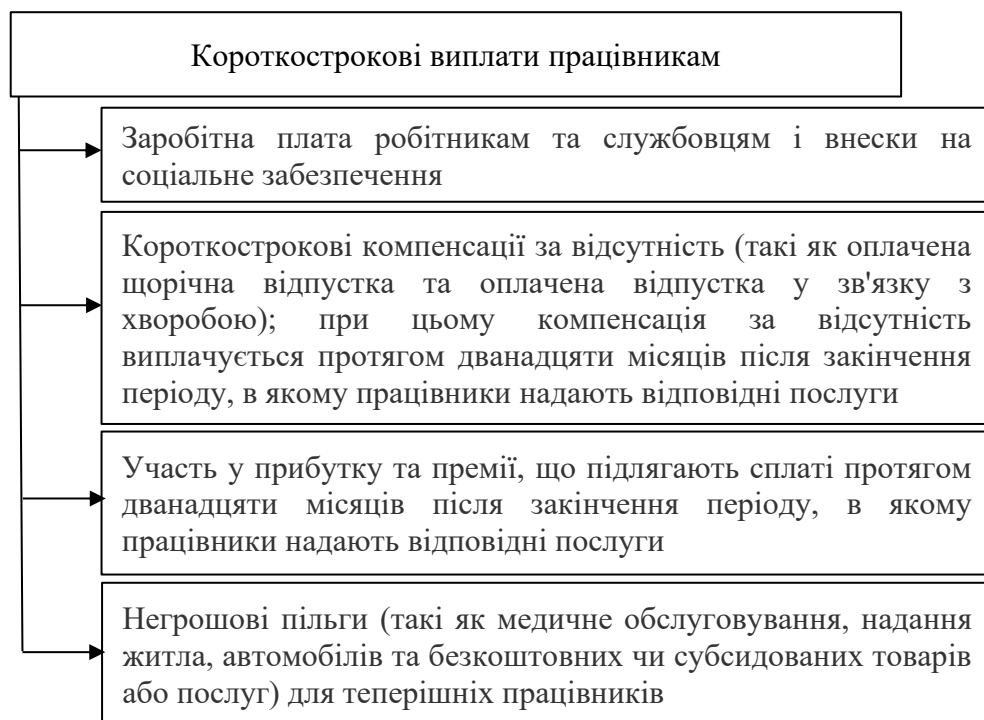 Короткострокові виплати працівникам
Заробітна плата робітникам та службовцям і внески на
соціальне забезпечення
Короткострокові компенсації за відсутність (такі як оплачена
щорічна відпустка та оплачена відпустка у зв'язку з
хворобою); при цьому компенсація за відсутність
виплачується протягом дванадцяти місяців після закінчення
періоду, в якому працівники надають відповідні послуги
Участь у прибутку та премії, що підлягають сплаті протягом
дванадцяти місяців після закінчення періоду, в якому
працівники надають відповідні послуги
Негрошові пільги (такі як медичне обслуговування, надання
житла, автомобілів та безкоштовних чи субсидованих товарів
або послуг) для теперішніх працівників